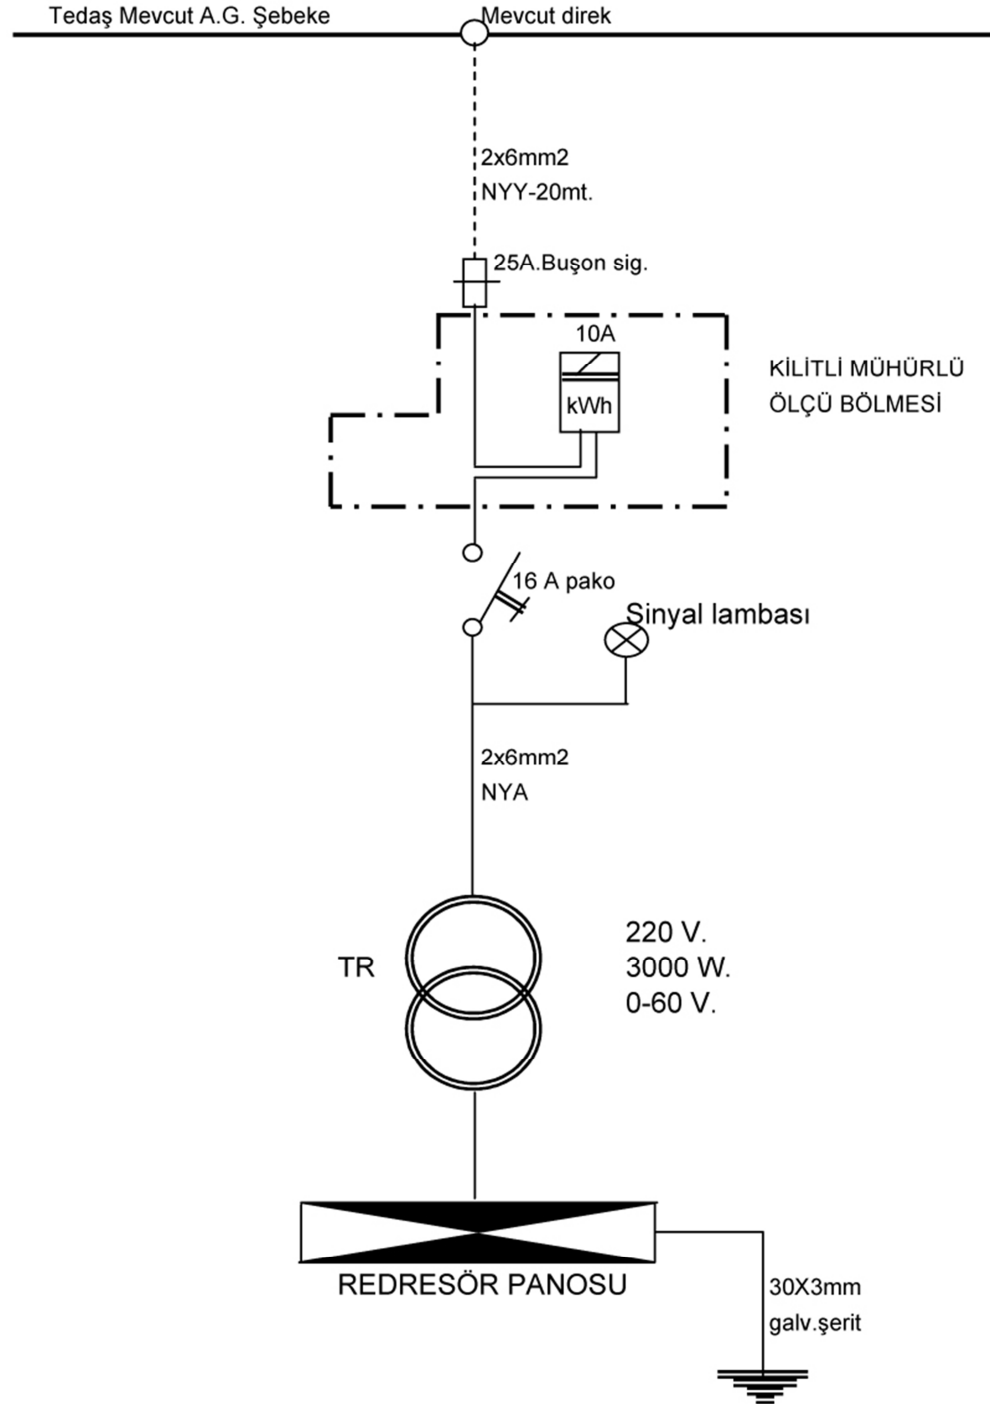 Tedaş Mevcut A.G. Şebeke
Mevcut direk
2x6mm2
NYY-20mt.
25A.Buşon sig.
10A
kWh
KİLİTLİ MÜHÜRLÜ
ÖLÇÜ BÖLMESİ
16 A pako
Sinyal lambası
2x6mm2
NYA
TR
220 V.
3000 W.
0-60 V.
REDRESÖR PANOSU
30X3mm
galv.şerit